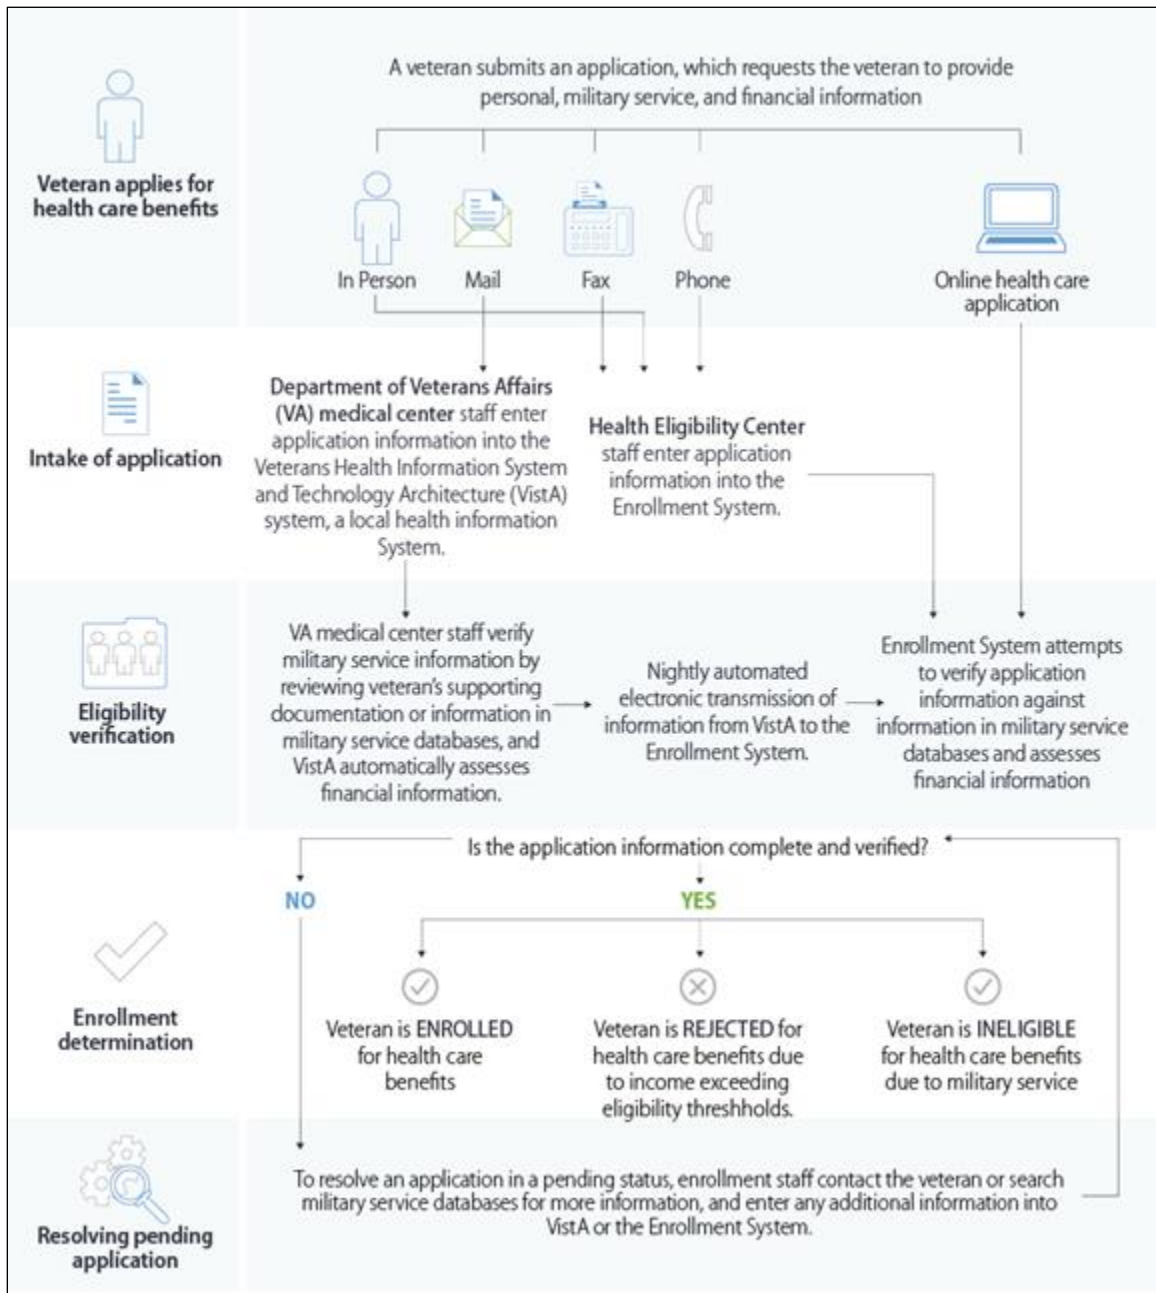 A veteran submits an application, which requests the veteran to provide
personal, military service, and financial information
Veteran applies for
health care benefits
In Person
Mail
Fax
Phone
Online health care
application
Intake of application
Department of Veterans Affairs
(VA) medical center staff enter
application information into the
Veterans Health Information System
and Technology Architecture (VistA)
system, a local health information
System.
Health Eligibility Center
staff enter application
information into the
Enrollment System.
Eligibility
verification
VA medical center staff verify
military service information by
reviewing veteran's supporting
documentation or information in
military service databases, and
VistA automatically assesses
financial information.
Nightly automated
electronic transmission of
information from VistA to the
Enrollment System.
Enrollment System attempts
to verify application
information against
information in military service
databases and assesses
financial information
Is the application information complete and verified?
NO
YES
Enrollment
determination
Veteran is ENROLLED
for health care
benefits
Veteran is REJECTED for
health care benefits due
to income exceeding
eligibility threshholds.
Veteran is INELIGIBLE
for health care benefits
due to military service
Resolving pending
application
To resolve an application in a pending status, enrollment staff contact the veteran or search
military service databases for more information, and enter any additional information into
VistA or the Enrollment System.